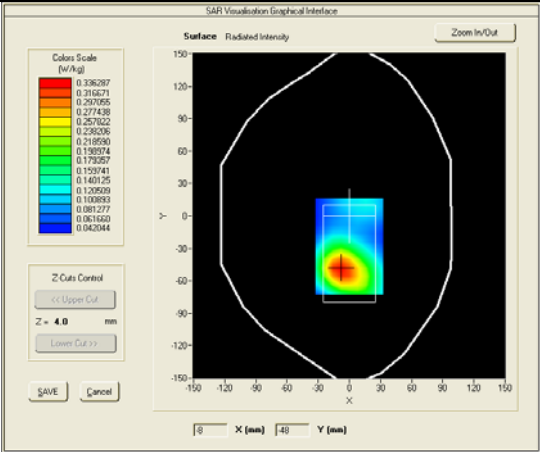 SAR Visualisation Graphical Interface
Surface Radiated Intensity
Zoom In/Out
Colors Scale
(W/kg)
0.336287
0.316671
0.297055
0.277438
0.257822
0.238206
0.218590
0.198974
0.179357
0.159741
0.140125
0.120509
0.100893
0.081277
0.061660
0.042044
Z-Cuts Control
<< Upper Cut
Z = 4.0 mm
Lower Cut >>
SAVE Cancel
150-
120-
90-
60-
30-
0-
-30-
-60-
-90-
-120-
-150-
Y
-150 -120 -90 -60 -30 0 30 60 90 120 150
X
-8 X (mm) -48 Y (mm)